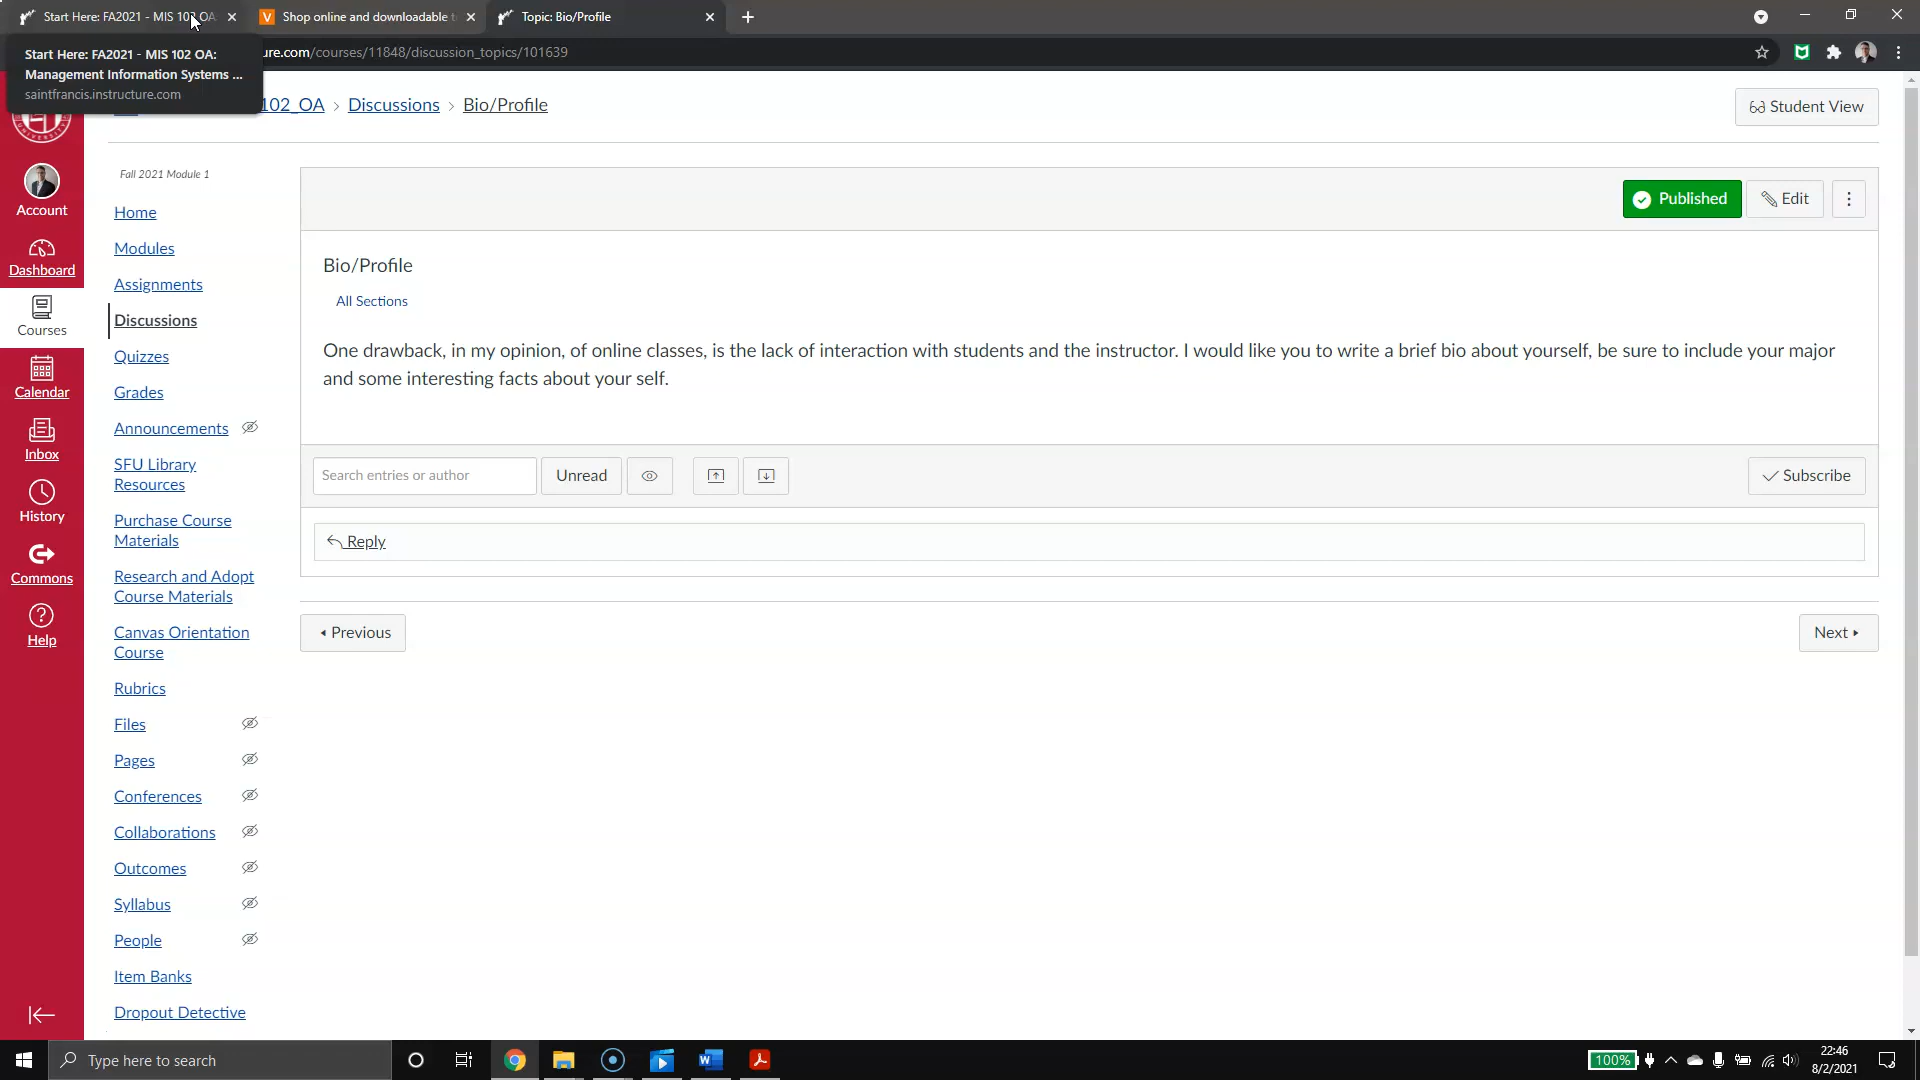 Start Here: FA2021 - MIS 102 OA
Shop online and downloadable t
Topic: Bio/Profile
Start Here: FA2021 - MIS 102 OA:
Management Information Systems ...
saintfrancis.instructure.com
ure.com/courses/11848/discussion_topics/101639
102_OA > Discussions > Bio/Profile
Student View
Account
Dashboard
Courses
Calendar
Inbox
History
Commons
Help
Fall 2021 Module 1
Home
Modules
Assignments
Discussions
Quizzes
Grades
Announcements
SFU Library
Resources
Purchase Course
Materials
Research and Adopt
Course Materials
Canvas Orientation
Course
Rubrics
Files
Pages
Conferences
Collaborations
Outcomes
Syllabus
People
Item Banks
Dropout Detective
Published
Edit
Bio/Profile
All Sections
One drawback, in my opinion, of online classes, is the lack of interaction with students and the instructor. I would like you to write a brief bio about yourself, be sure to include your major
and some interesting facts about your self.
Search entries or author
Unread
Subscribe
Reply
Previous
Next
Type here to search
100%
22:46
8/2/2021